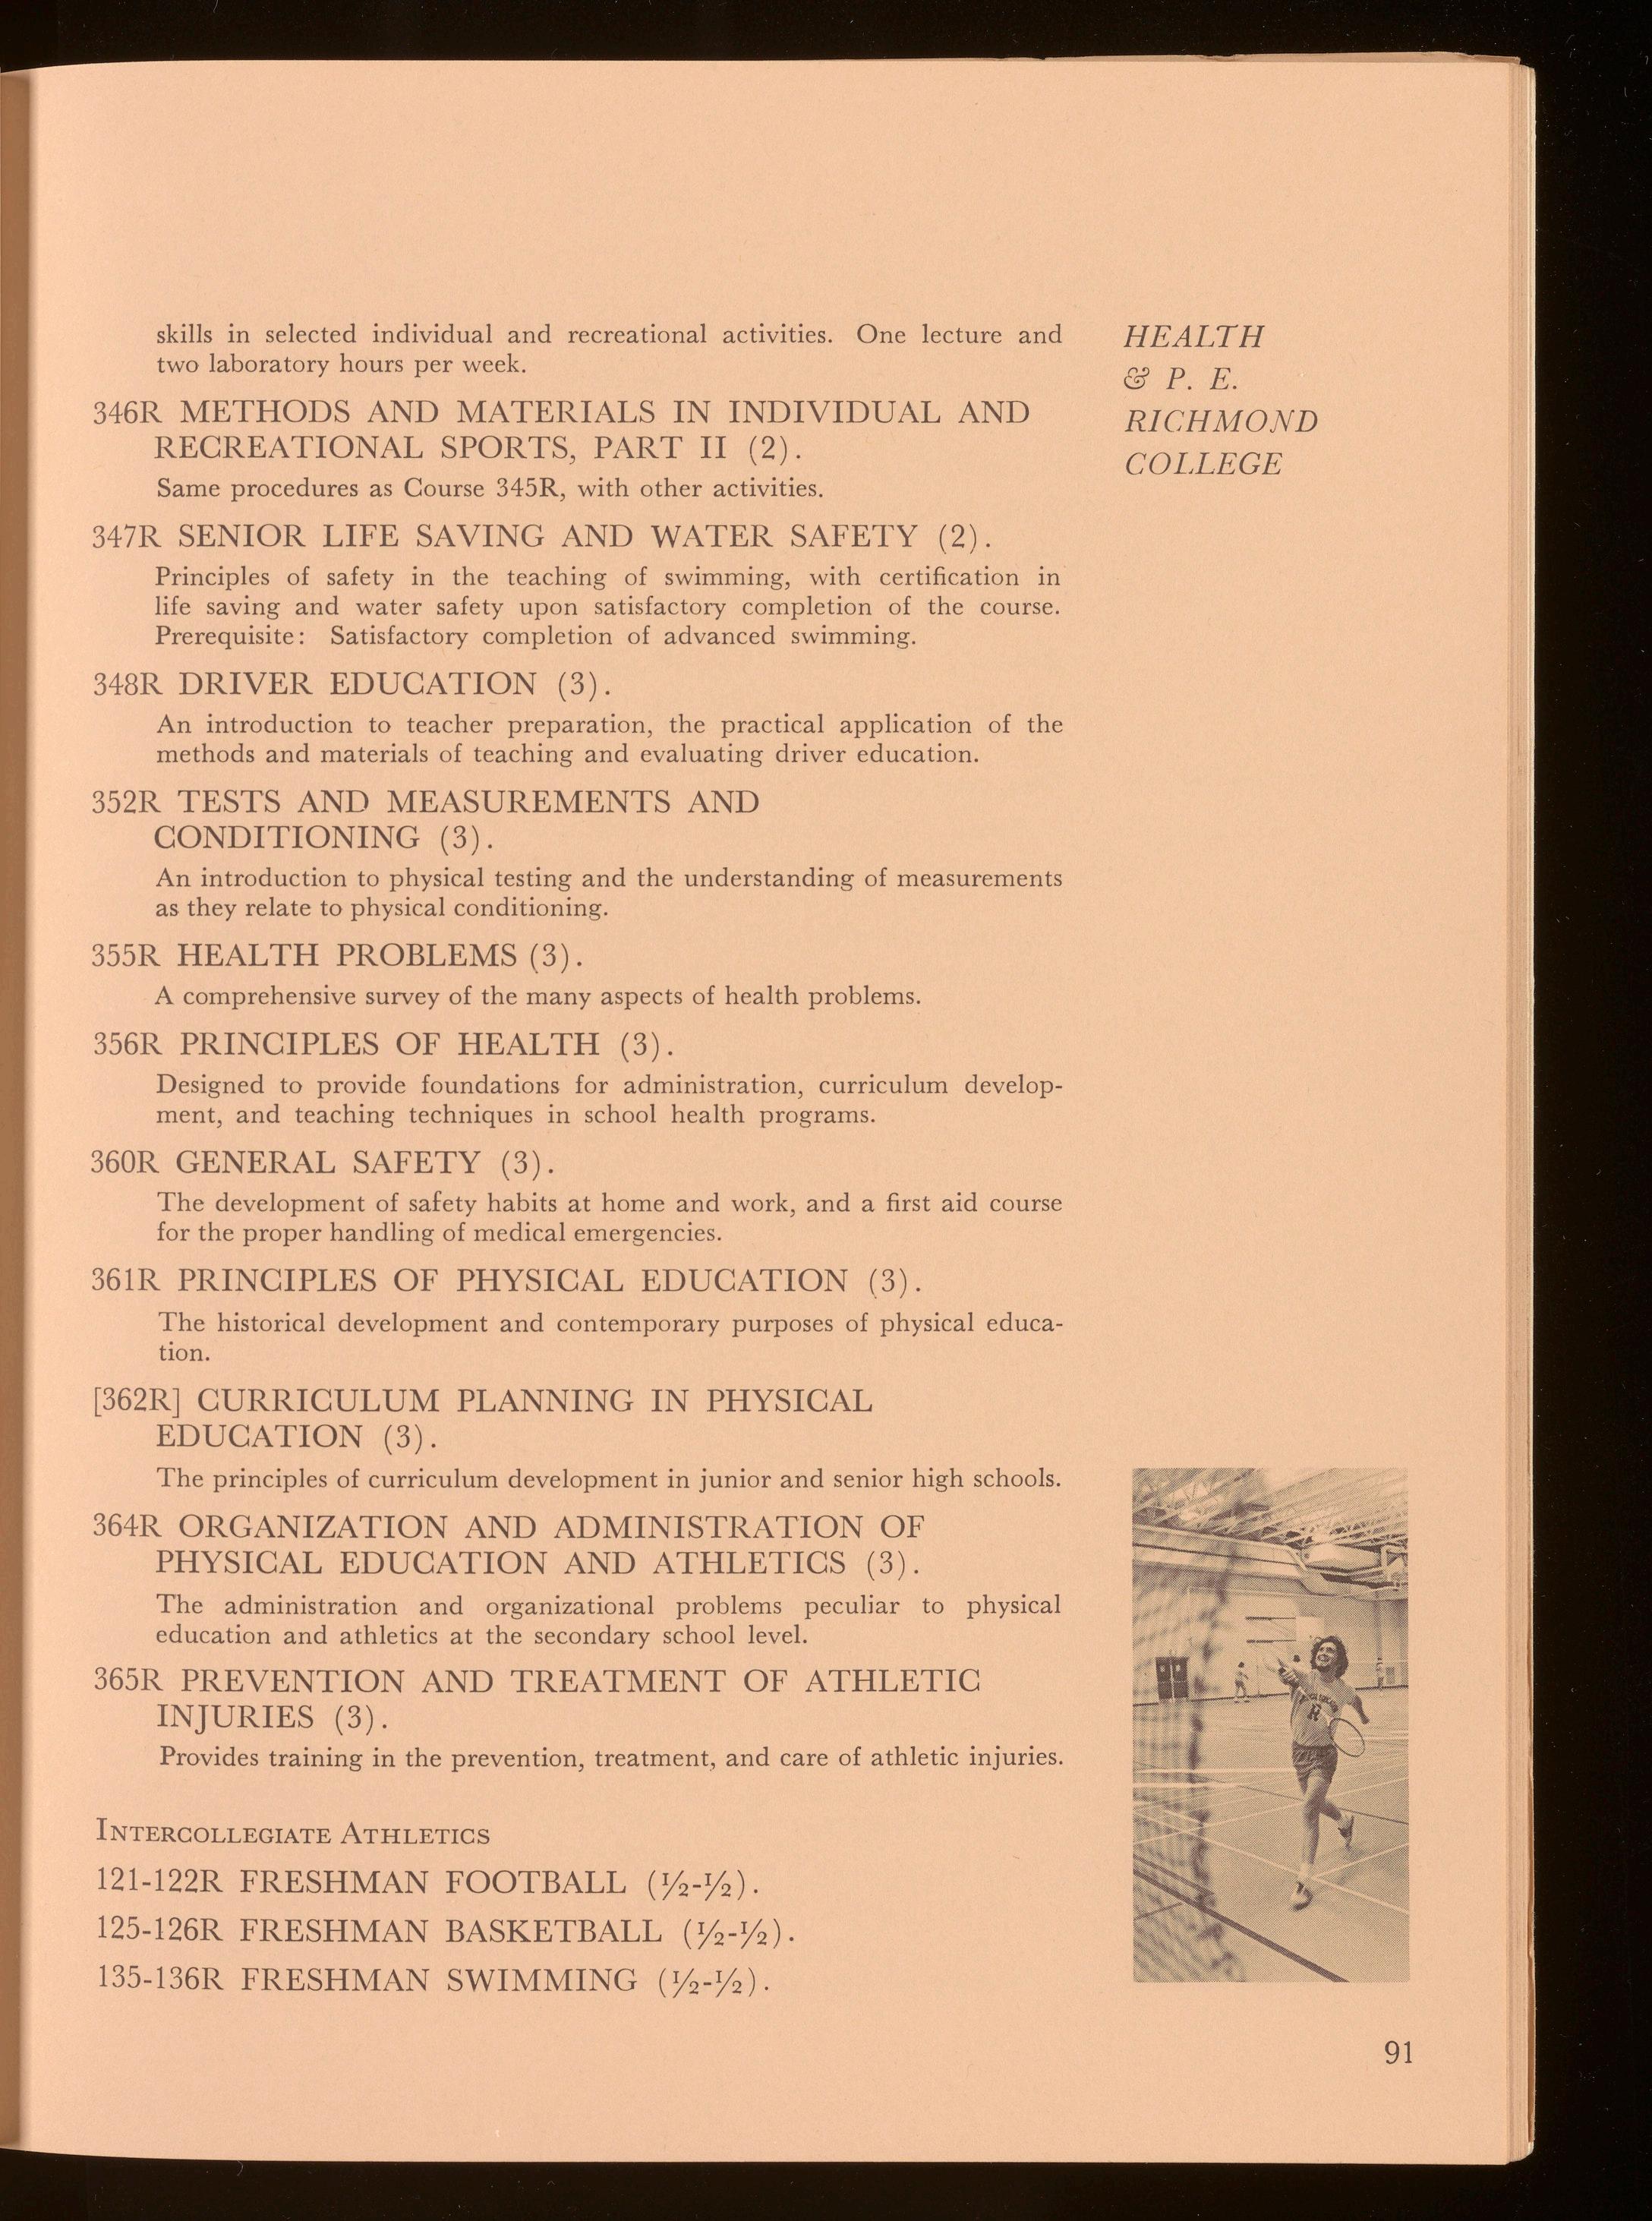 skills in selected individual and recreational activities. One lecture and
two laboratory hours per week.
346R METHODS AND MATERIALS IN INDIVIDUAL AND
RECREATIONAL SPORTS, PART II (2).
Same procedures as Course 345R, with other activities.
347R SENIOR LIFE SAVING AND WATER SAFETY (2).
Principles of safety in the teaching of swimming, with certification in
life saving and water safety upon satisfactory completion of the course.
Prerequisite: Satisfactory completion of advanced swimming.
348R DRIVER EDUCATION (3).
An introduction to teacher preparation, the practical application of the
methods and materials of teaching and evaluating driver education.
352R TESTS AND MEASUREMENTS AND
CONDITIONING (3).
An introduction to physical testing and the understanding of measurements
as they relate to physical conditioning.
355R HEALTH PROBLEMS (3).
A comprehensive survey of the many aspects of health problems.
356R PRINCIPLES OF HEALTH (3).
Designed to provide foundations for administration, curriculum develop-
ment, and teaching techniques in school health programs.
360R GENERAL SAFETY (3).
The development of safety habits at home and work, and a first aid course
for the proper handling of medical emergencies.
361R PRINCIPLES OF PHYSICAL EDUCATION (3).
The historical development and contemporary purposes of physical educa-
tion.
[362R] CURRICULUM PLANNING IN PHYSICAL
EDUCATION (3).
The principles of curriculum development in junior and senior high schools.
364R ORGANIZATION AND ADMINISTRATION OF
PHYSICAL EDUCATION AND ATHLETICS (3).
The administration and organizational problems peculiar to physical
education and athletics at the secondary school level.
365R PREVENTION AND TREATMENT OF ATHLETIC
INJURIES (3).
Provides training in the prevention, treatment, and care of athletic injuries.
INTERCOLLEGIATE ATHLETICS
121-122R FRESHMAN FOOTBALL (½-½).
125-126R FRESHMAN BASKETBALL (½-½).
135-136R FRESHMAN SWIMMING (½-½).
HEALTH
& P. E.
RICHMOND
COLLEGE
R
91